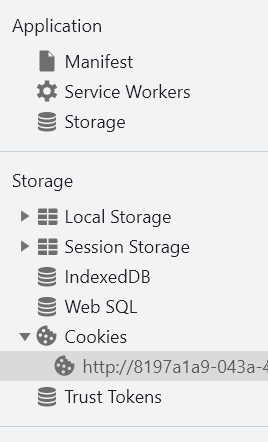 Application
Manifest
Service Workers
Storage
Storage
Local Storage
Session Storage
IndexedDB
Web SQL
Cookies
http://8197a1a9-043a-4
Trust Tokens